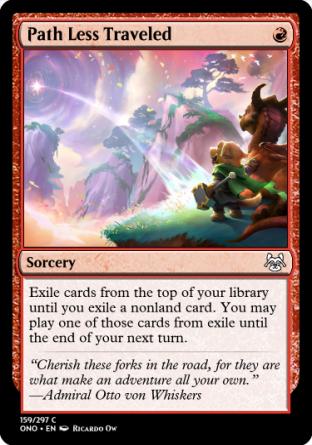 Path Less Traveled
Sorcery
Exile cards from the top of your library
until you exile a nonland card. You may
play one of those cards from exile until
the end of your next turn.
“Cherish these forks in the road, for they are
what make an adventure all your own.”
—Admiral Otto von Whiskers
159/297 C
ONO • EN Ricardo Ow